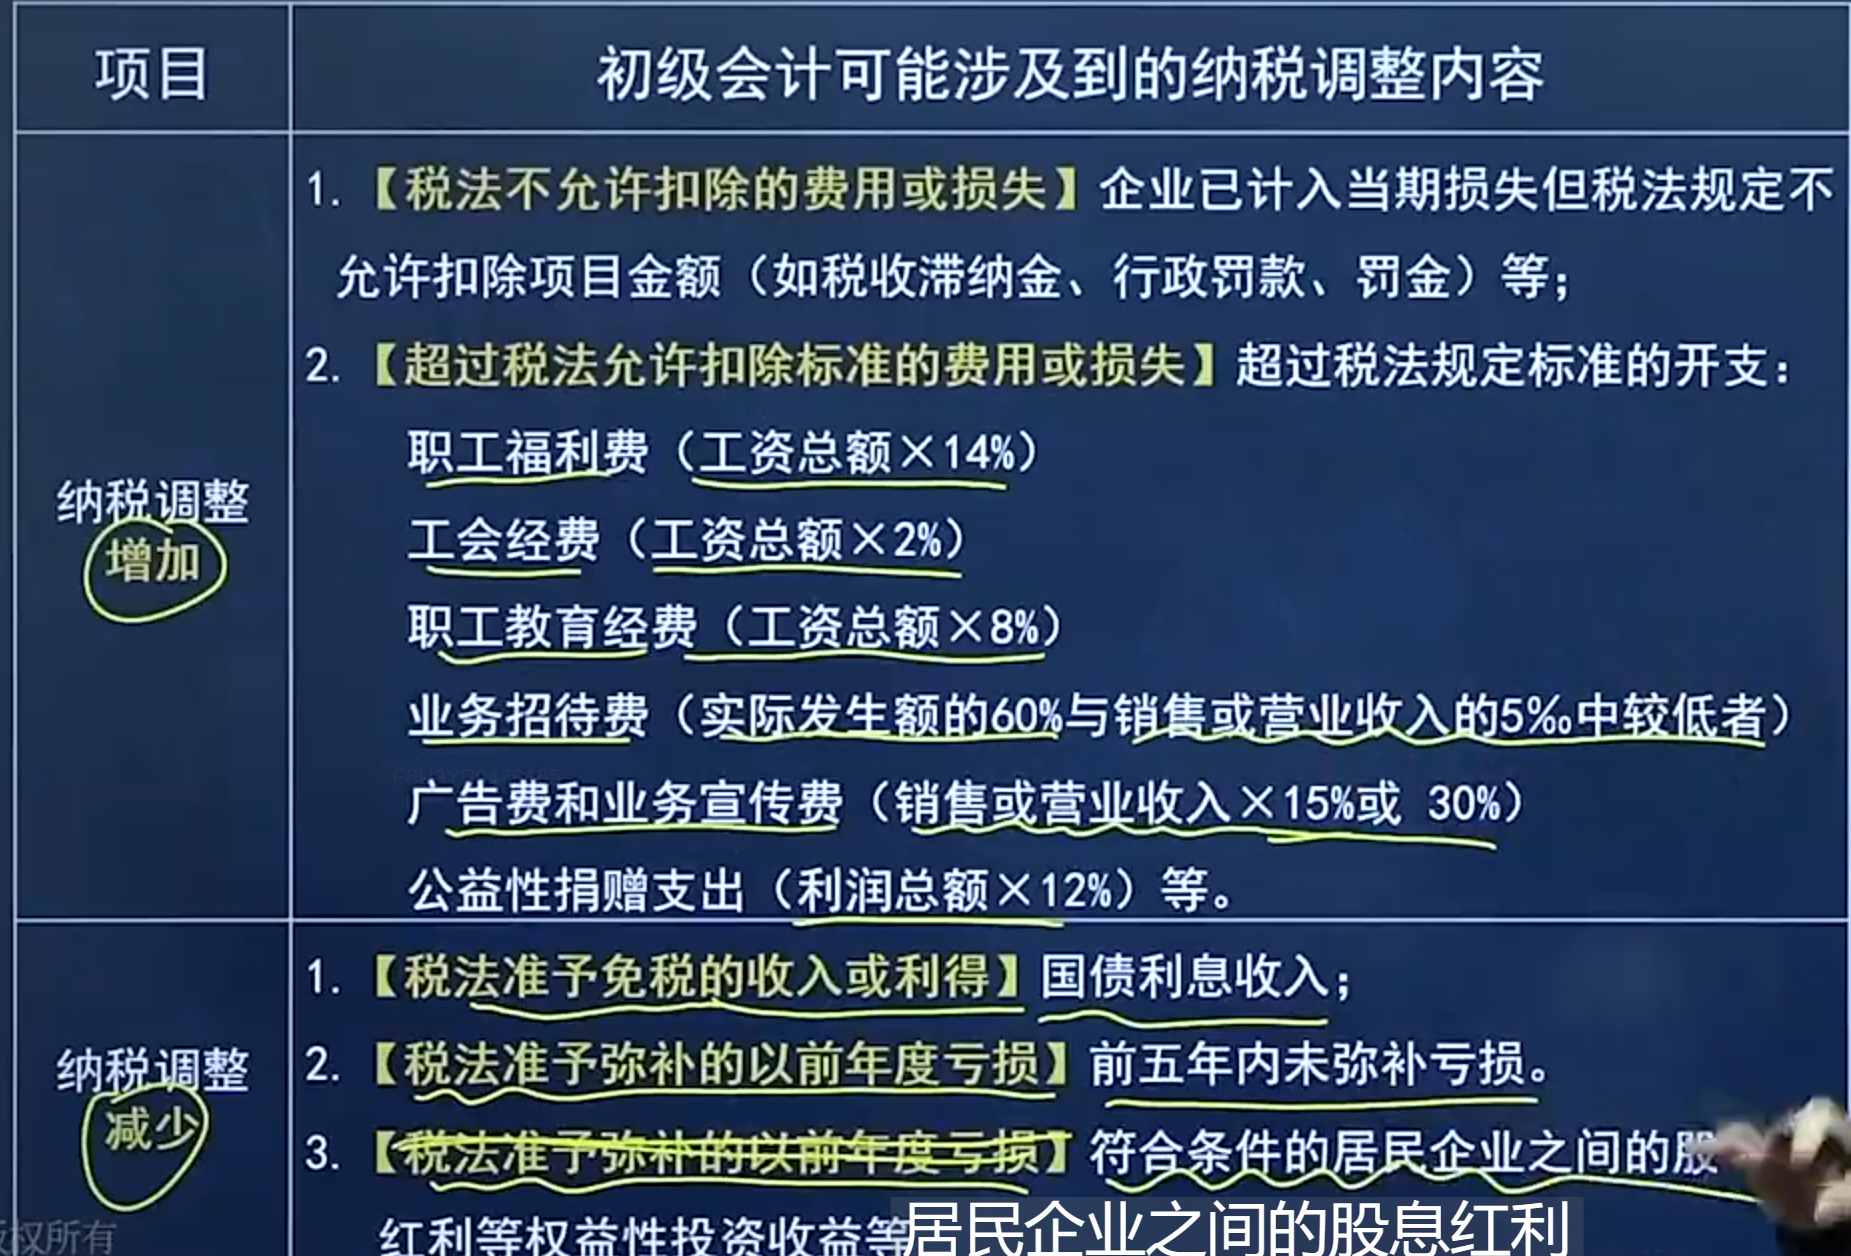 项目
初级会计可能涉及到的纳税调整内容
纳税调整
增加
1.【税法不允许扣除的费用或损失】企业已计入当期损失但税法规定不
允许扣除项目金额（如税收滞纳金、行政罚款、罚金）等；
2.【超过税法允许扣除标准的费用或损失】超过税法规定标准的开支：
职工福利费（工资总额×14%）
工会经费（工资总额×2%）
职工教育经费（工资总额×8%）
业务招待费（实际发生额的60%与销售或营业收入的5‰中较低者）
广告费和业务宣传费（销售或营业收入×15%或 30%）
公益性捐赠支出（利润总额×12%）等。
纳税调整
减少
1.【税法准予免税的收入或利得】国债利息收入；
2.【税法准予弥补的以前年度亏损】前五年内未弥补亏损。
3.【税法准予弥补的以前年度亏损】符合条件的居民企业之间的股
红利等权益性投资收益等
居民企业之间的股息红利
版权所有